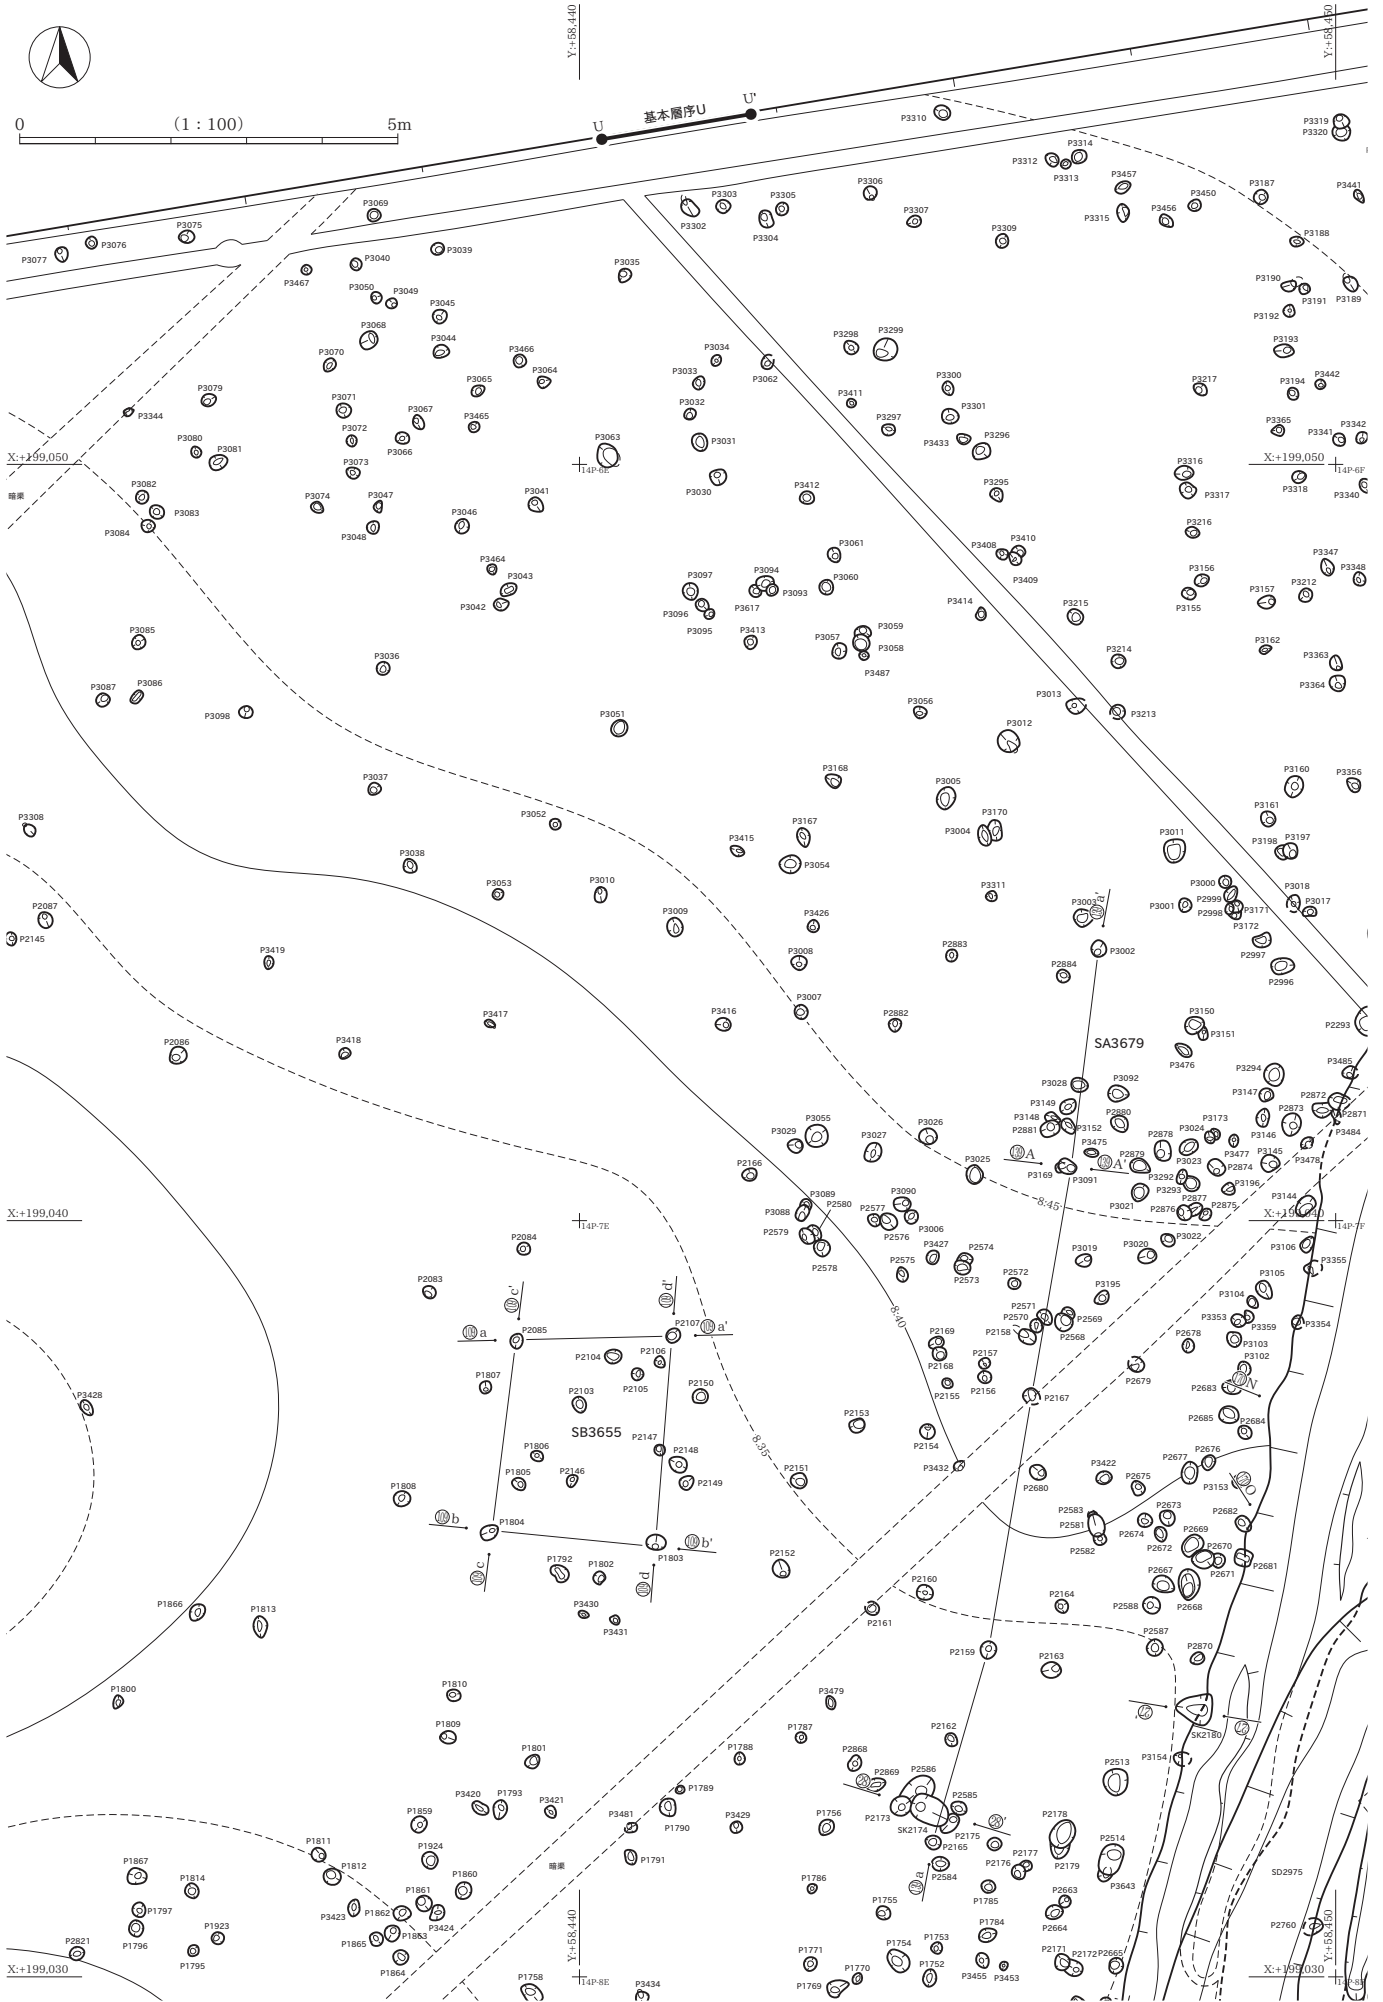 Y:+58,440
Y:+58,450
0 (1 : 100) 5m
U 基本層序U U'
P3310
P3319
P3320
P3314
P3312
P3313
P3457
P3450
P3187
P3441
P3306
P3303
P3305
P3302
P3304
P3307
P3309
P3315
P3456
P3188
P3069
P3075
P3076
P3077
P3039
P3040
P3467
P3035
P3190
P3191
P3189
P3192
P3050
P3049
P3045
P3068
P3044
P3070
P3466
P3064
P3065
P3034
P3033
P3062
P3298
P3299
P3193
P3300
P3217
P3194
P3442
P3079
P3344
P3071
P3067
P3465
P3032
P3411
P3301
P3297
P3365
P3341
P3342
P3080
P3081
P3072
P3066
P3063
P3031
P3433
P3296
X:+199,050
14P-6E
X:+199,050
14P-6F
暗渠
P3073
P3316
P3317
P3318
P3340
P3082
P3083
P3084
P3074
P3047
P3048
P3046
P3041
P3030
P3412
P3295
P3216
P3061
P3408
P3410
P3409
P3347
P3348
P3464
P3043
P3042
P3097
P3094
P3093
P3617
P3060
P3156
P3155
P3157
P3212
P3096
P3095
P3413
P3414
P3215
P3085
P3059
P3057
P3058
P3487
P3162
P3363
P3364
P3036
P3214
P3087
P3086
P3098
P3051
P3056
P3013
P3213
P3012
P3037
P3168
P3005
P3160
P3356
P3161
P3308
P3052
P3415
P3167
P3170
P3004
P3011
P3198
P3197
P3038
P3054
P3053
P3010
P3311
P3000
P2999
P3018
P3017
P3001
P2998
P3171
P2087
P2145
P3009
P3426
P3003
P3172
P2997
P3419
P3008
P2883
P3002
P2884
P2996
P3417
P3416
P3007
P2882
P3150
P3151
P2293
P2086
P3418
SA3679
P3476
P3485
P3294
P3028
P3092
P3147
P2872
P3149
P3148
P2881
P3152
P2880
P3173
P2873
P2871
P3484
P3055
P3029
P3027
P3026
P3475
P2878
P3024
P3477
P3146
P3145
P3478
P2166
P3025
A
P3169
P3091
A'
P2879
P3292
P3023
P2874
P3293
P3196
P3021
P3144
8:45
P3089
P3088
P2580
P3090
P2577
P2576
P3006
P2877
P2876
P2875
X:+199,040
14P-7E
X:+199,040
14P-7F
P2579
P2578
P2084
P3427
P2574
P2573
P2575
P3019
P3020
P3022
P3106
P3355
P2083
P2572
P3195
P3105
P3104
c'
d'
a
P2085
P2107
a'
8:40
P2571
P2570
P2158
P2569
P2568
P3353
P3359
P3354
P2104
P2106
P2105
P2169
P2168
P2157
P2156
P2155
P2678
P3103
P3102
P2679
P1807
P2103
P2150
P2167
P2683
N
P3428
SB3655
P2153
P2154
P2685
P2684
P1806
P2147
P2148
8:35
P3432
P2676
P2677
P1805
P2146
P2149
P2151
P2680
P3422
P2675
P3153
O
P1808
b
P1804
P2583
P2581
P2582
P2673
P2674
P2672
P2682
P2669
P1803
b'
P2670
P2671
P2681
c
P1792
P1802
d
P2152
P2667
P2668
P2160
P2164
P2588
P1866
P1813
P3430
P3431
P2161
P2159
P2163
P2587
P2870
P1800
P1810
P3479
SK2180
P1809
P1787
P2162
P1801
P1788
P2868
P3154
P2869
P2586
P2513
P1789
P3420
P1793
P3421
P3481
P1790
P3429
P1756
P2173
SK2174
P2585
P2175
P2165
P2178
P1859
P1811
P1924
P1791
P2584
P2176
P2177
P2179
P2514
P3643
SD2975
P1867
P1814
P1812
P1860
暗渠
P1786
a
P1785
P2663
P2664
P1797
P3423
P1862
P1861
P3424
Y:+58,440
P1755
P1784
P2760
Y:+58,450
P1796
P1923
P1865
P1863
P1864
P2821
P1795
P1771
P1754
P1753
P1752
P3455
P3453
P2171
P2172
P2665
X:+199,030
14P-8E
X:+199,030
14P-8F
P1758
P3434
P1769
P1770